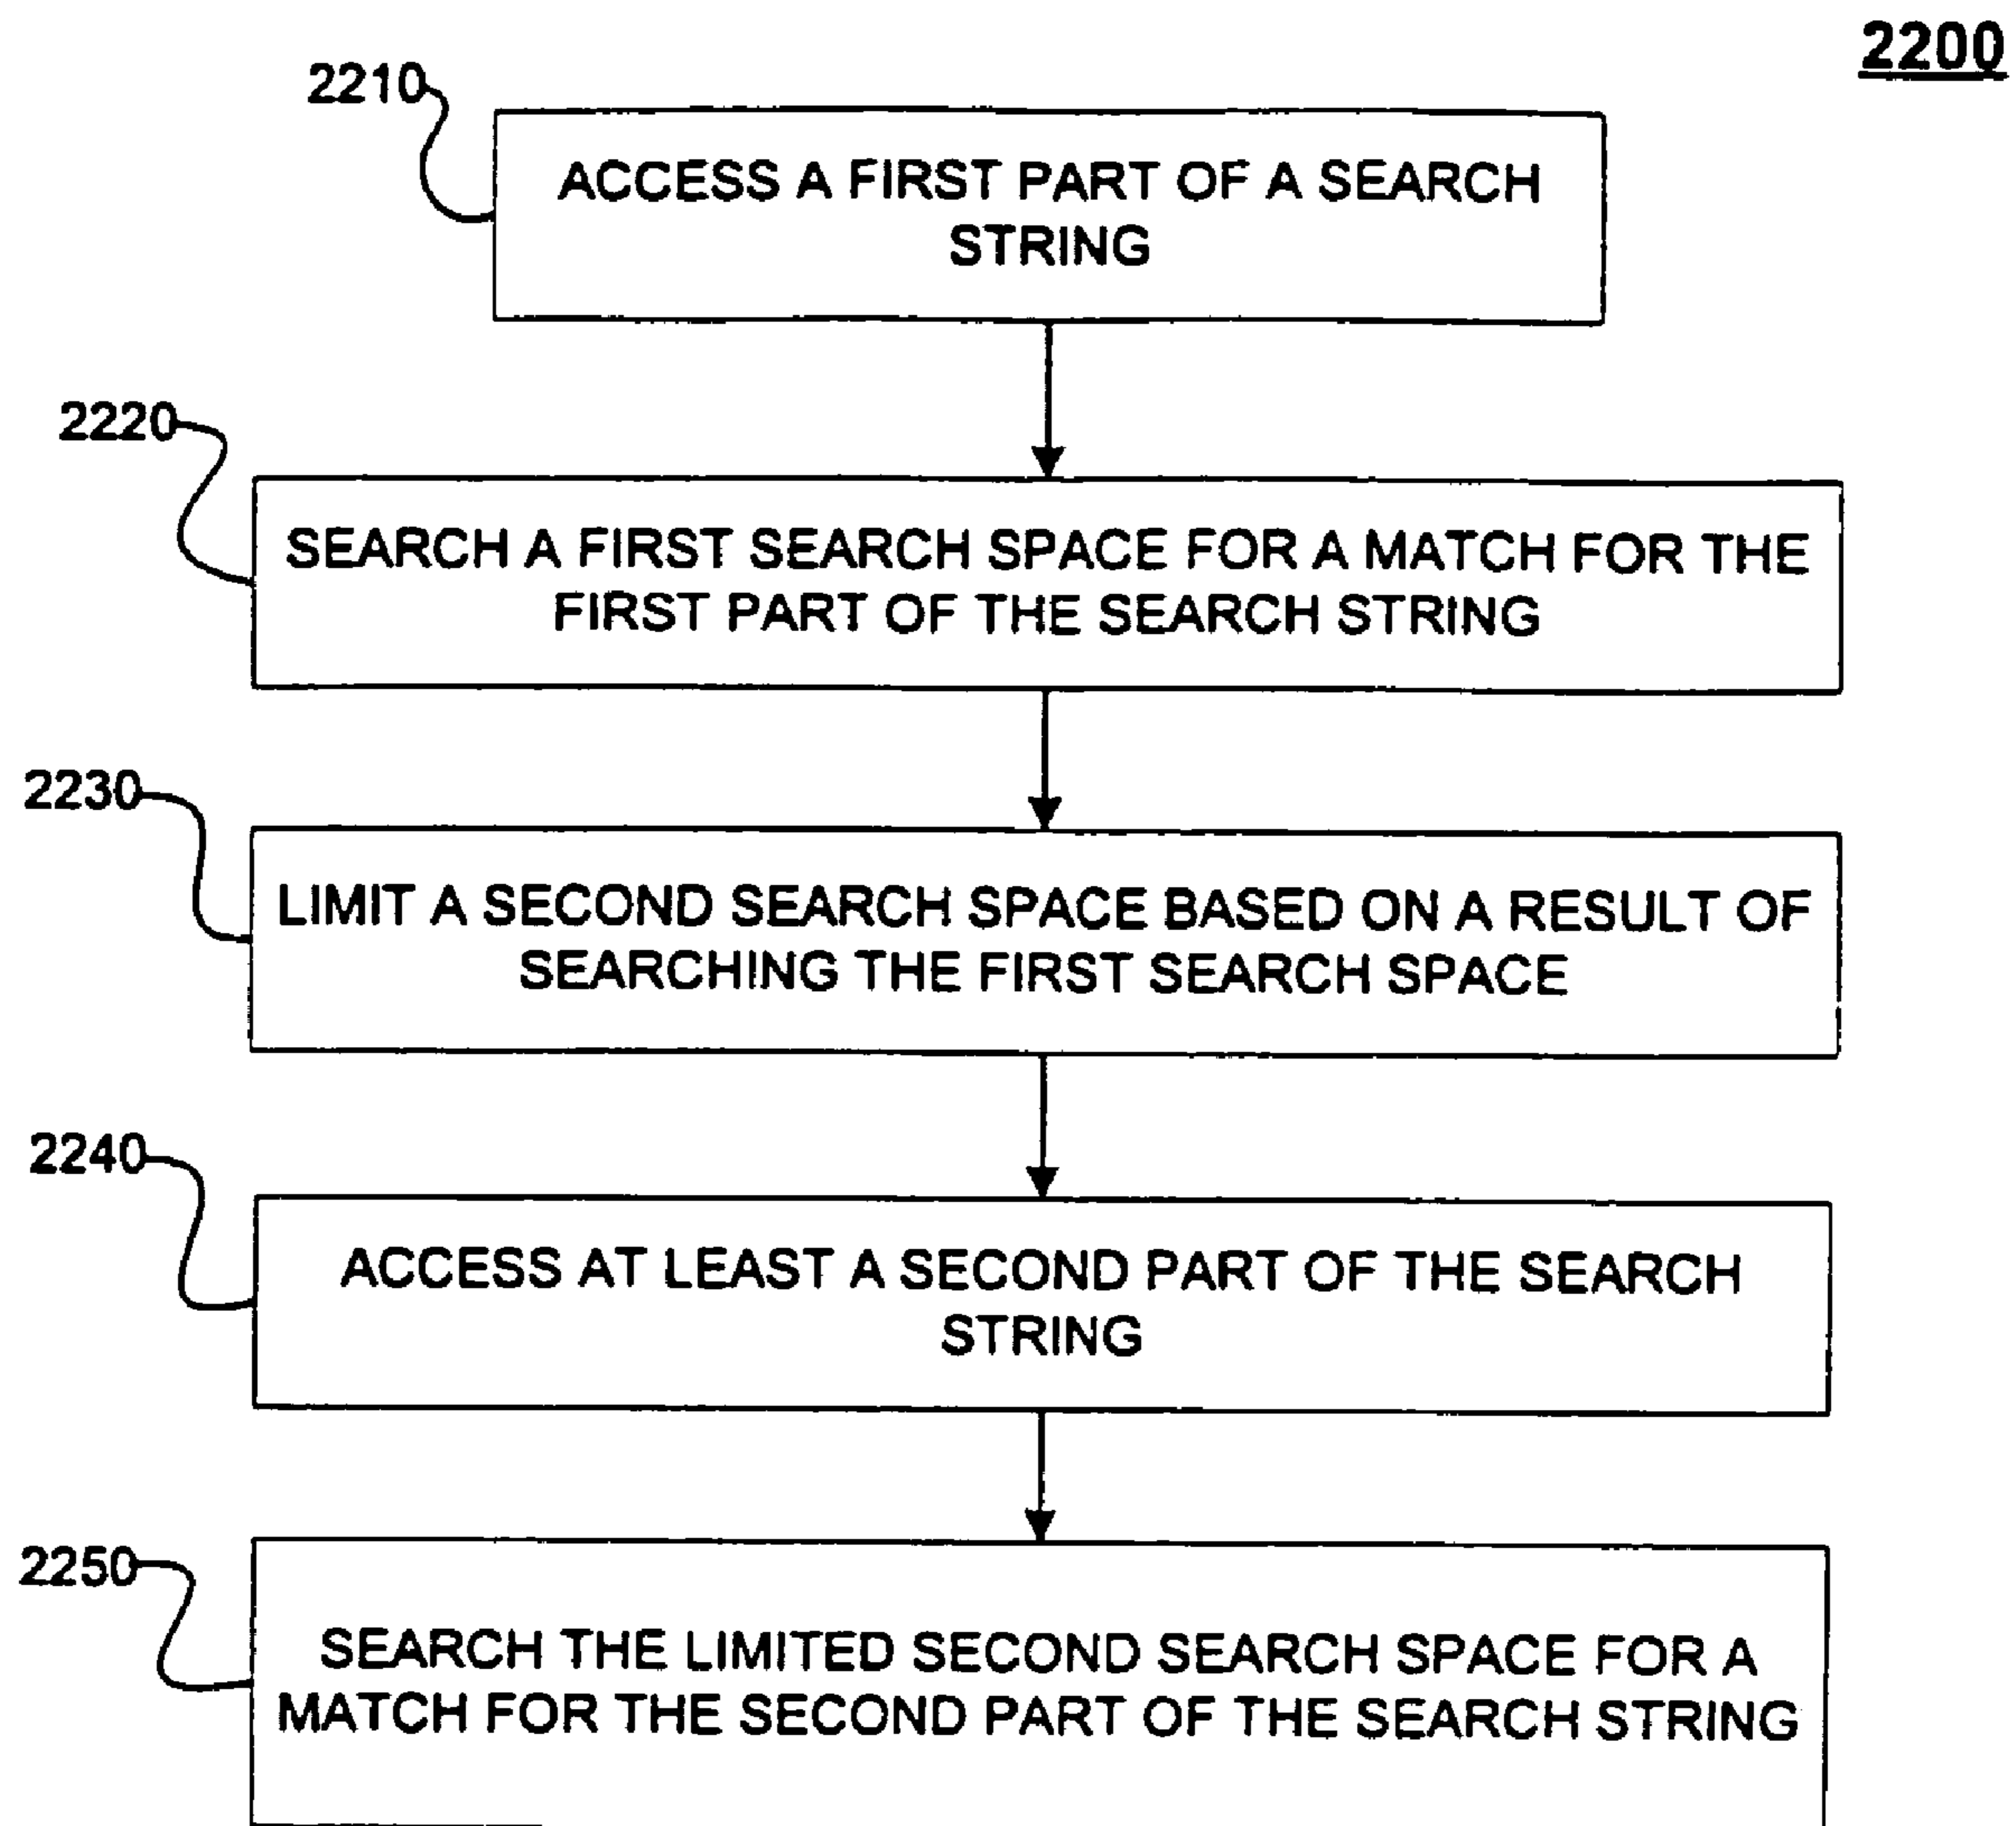 2200
2210
ACCESS A FIRST PART OF A SEARCH
STRING
2220
SEARCH A FIRST SEARCH SPACE FOR A MATCH FOR THE
FIRST PART OF THE SEARCH STRING
2230
LIMIT A SECOND SEARCH SPACE BASED ON A RESULT OF
SEARCHING THE FIRST SEARCH SPACE
2240
ACCESS AT LEAST A SECOND PART OF THE SEARCH
STRING
2250
SEARCH THE LIMITED SECOND SEARCH SPACE FOR A
MATCH FOR THE SECOND PART OF THE SEARCH STRING